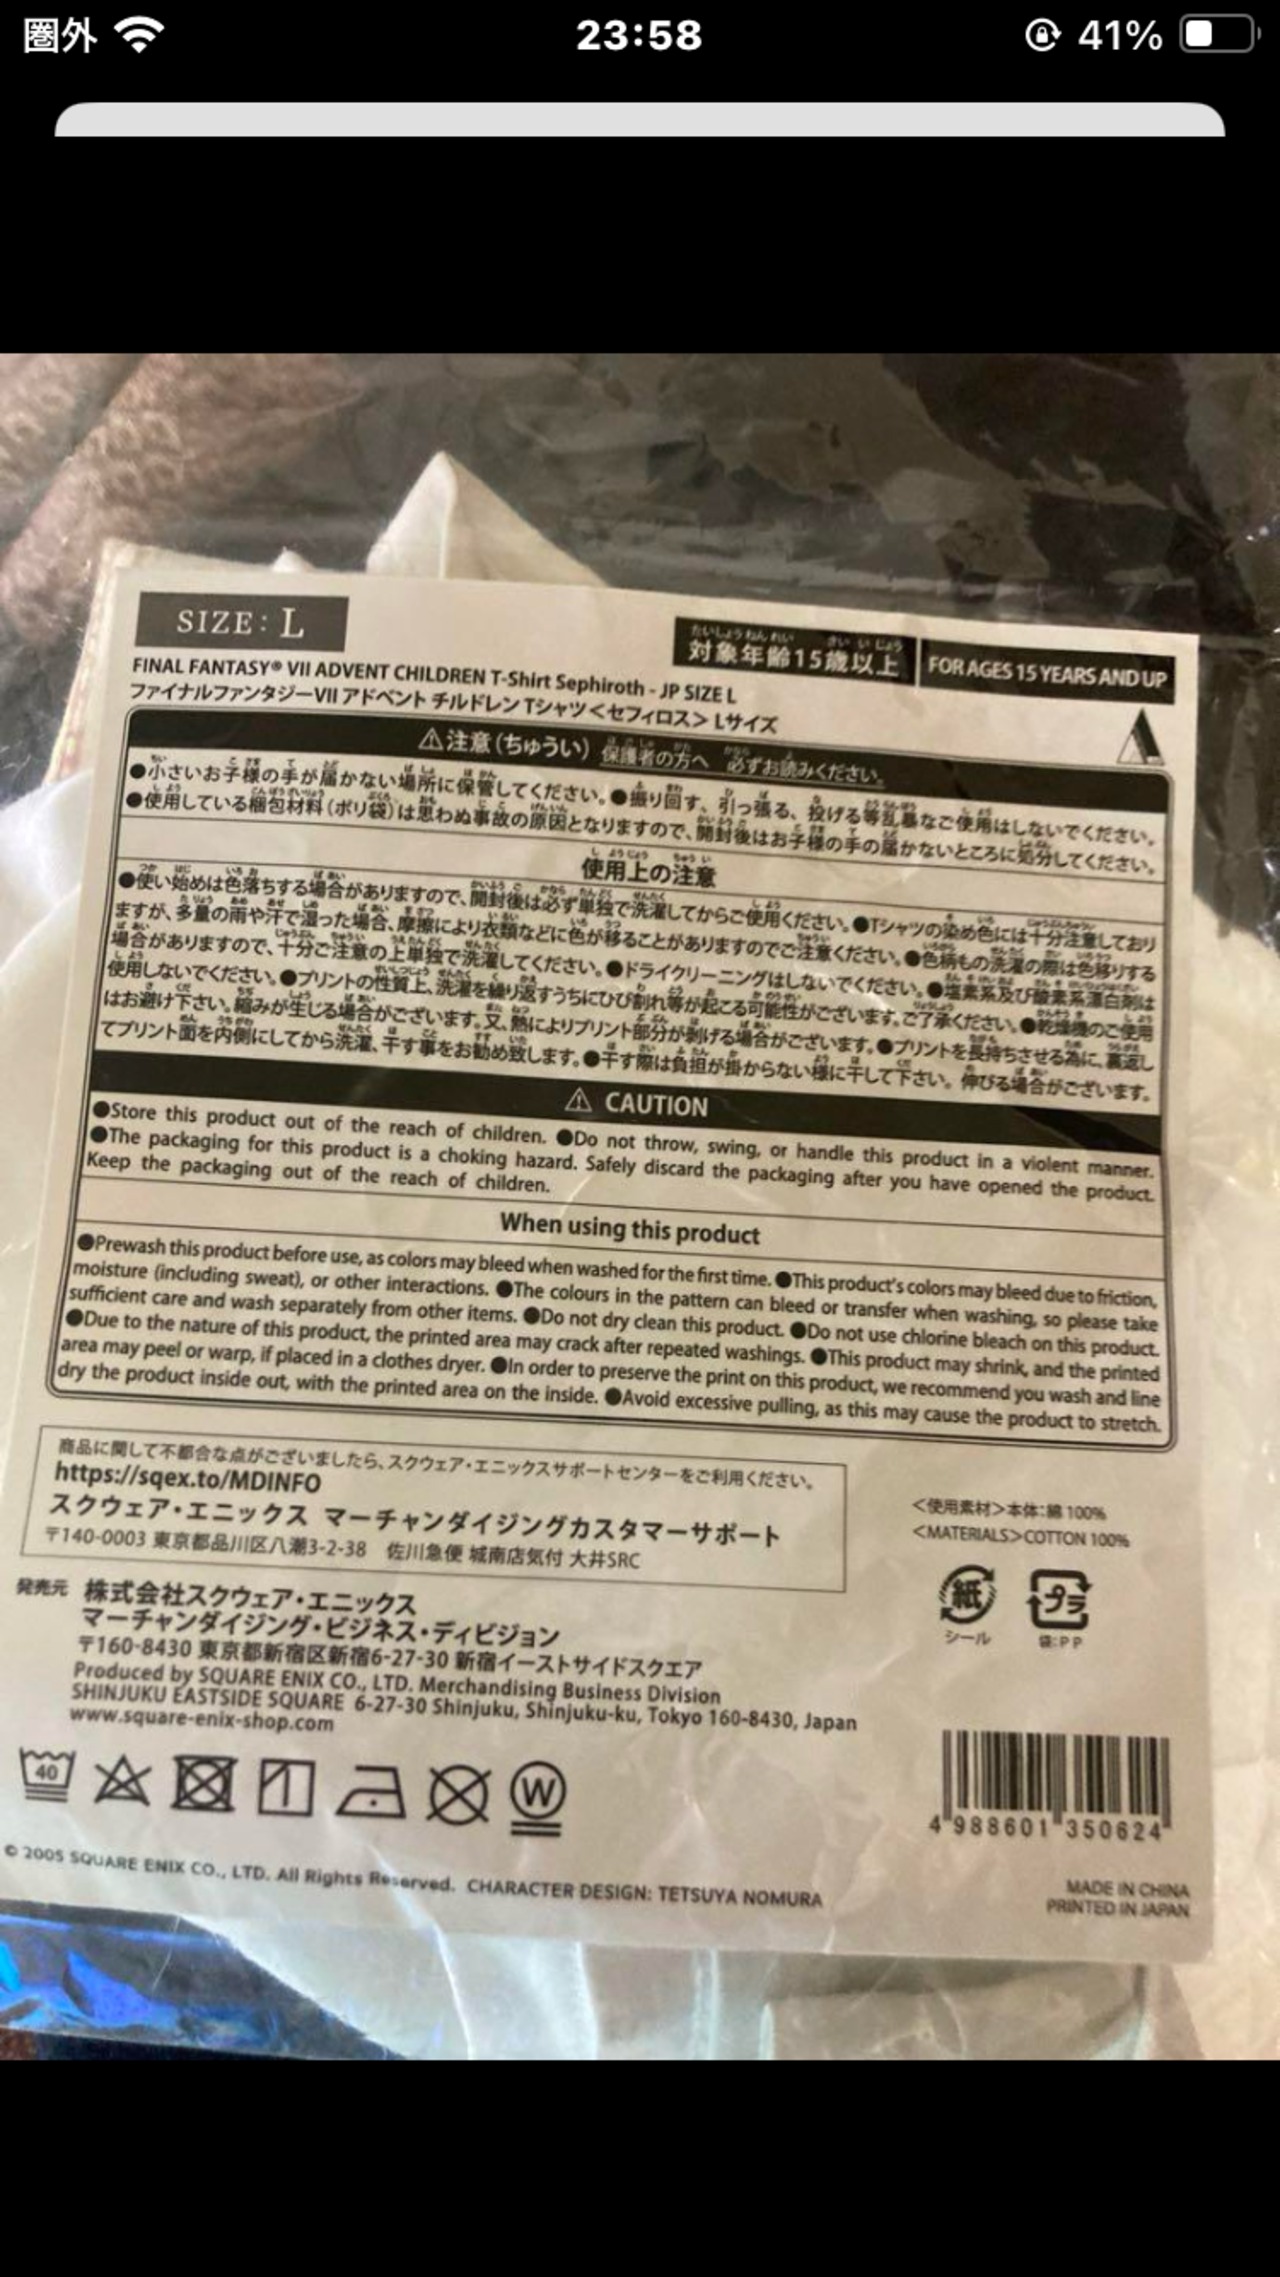 圏外 23:58 41%
SIZE: L
対象年齢15歳以上 FOR AGES 15 YEARS AND UP
FINAL FANTASY® VII ADVENT CHILDREN T-Shirt Sephiroth - JP SIZE L
ファイナルファンタジーVII アドベント チルドレン Tシャツ<セフィロス> Lサイズ
⚠注意(ちゅうい) 保護者の方へ 必ずお読みください。
●小さいお子様の手が届かない場所に保管してください。●振り回す、引っ張る、投げる等乱暴なご使用はしないでください。
●使用している梱包材料(ポリ袋)は思わぬ事故の原因となりますので、開封後はお子様の手の届かないところに処分してください。
使用上の注意
●使い始めは色落ちする場合がありますので、開封後は必ず単独で洗濯してからご使用ください。●Tシャツの染め色には十分注意しており
ますが、多量の雨や汗で湿った場合、摩擦により衣類などに色が移ることがありますのでご注意ください。●色柄もの洗濯の際は色移りする
場合がありますので、十分ご注意の上単独で洗濯してください。●ドライクリーニングはしないでください。●塩素系及び酸素系漂白剤は
使用しないでください。●プリントの性質上、洗濯を繰り返すうちにひび割れ等が起こる可能性がございます。ご了承ください。●乾燥機のご使用
はお避け下さい。縮みが生じる場合がございます。又、熱によりプリント部分が剥げる場合がございます。●プリントを長持ちさせる為に、裏返し
てプリント面を内側にしてから洗濯、干す事をお勧め致します。●干す際は負担が掛からない様に干して下さい。伸びる場合がございます。
⚠ CAUTION
●Store this product out of the reach of children. ●Do not throw, swing, or handle this product in a violent manner.
●The packaging for this product is a choking hazard. Safely discard the packaging after you have opened the product.
Keep the packaging out of the reach of children.
When using this product
●Prewash this product before use, as colors may bleed when washed for the first time. ●This product's colors may bleed due to friction,
moisture (including sweat), or other interactions. ●The colours in the pattern can bleed or transfer when washing, so please take
sufficient care and wash separately from other items. ●Do not dry clean this product. ●Do not use chlorine bleach on this product.
●Due to the nature of this product, the printed area may crack after repeated washings. ●This product may shrink, and the printed
area may peel or warp, if placed in a clothes dryer. ●In order to preserve the print on this product, we recommend you wash and line
dry the product inside out, with the printed area on the inside. ●Avoid excessive pulling, as this may cause the product to stretch.
商品に関して不都合な点がございましたら、スクウェア・エニックスサポートセンターをご利用ください。
https://sqex.to/MDINFO
スクウェア・エニックス マーチャンダイジングカスタマーサポート
〒140-0003 東京都品川区八潮3-2-38 佐川急便 城南店気付 大井SRC
<使用素材>本体:綿 100%
<MATERIALS>COTTON 100%
紙 プラ
シール 袋:PP
発売元 株式会社スクウェア・エニックス
マーチャンダイジング・ビジネス・ディビジョン
〒160-8430 東京都新宿区新宿6-27-30 新宿イーストサイドスクエア
Produced by SQUARE ENIX CO., LTD. Merchandising Business Division
SHINJUKU EASTSIDE SQUARE 6-27-30 Shinjuku, Shinjuku-ku, Tokyo 160-8430, Japan
www.square-enix-shop.com
40 W
4 988601 350624
© 2005 SQUARE ENIX CO., LTD. All Rights Reserved. CHARACTER DESIGN: TETSUYA NOMURA
MADE IN CHINA
PRINTED IN JAPAN